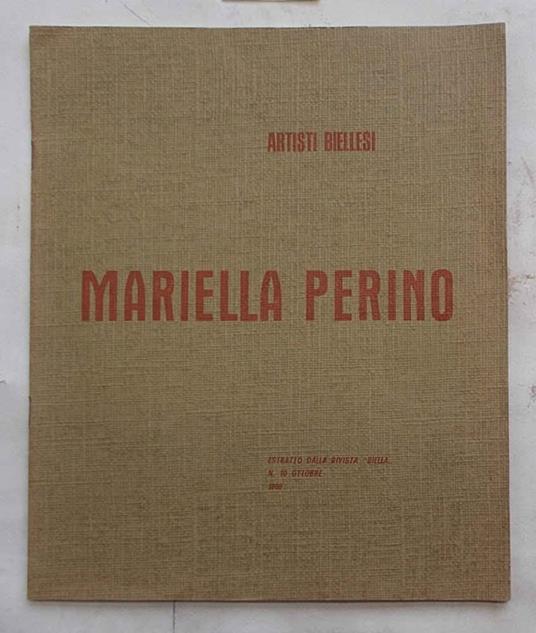 ARTISTI BIELLESI
MARIELLA PERINO
ESTRATTO DALLA RIVISTA "BIELLA"
N. 10 OTTOBRE